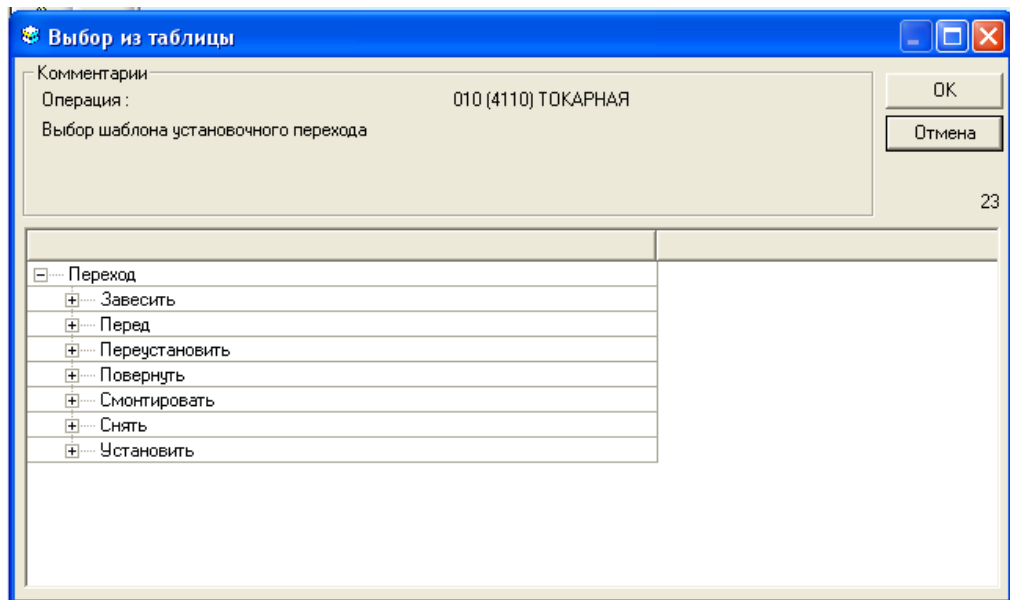 Выбор из таблицы
Комментарии
Операция : 010 (4110) ТОКАРНАЯ
Выбор шаблона установочного перехода
OK
Отмена
23
Переход
Завесить
Перед
Переустановить
Повернуть
Смонтировать
Снять
Установить